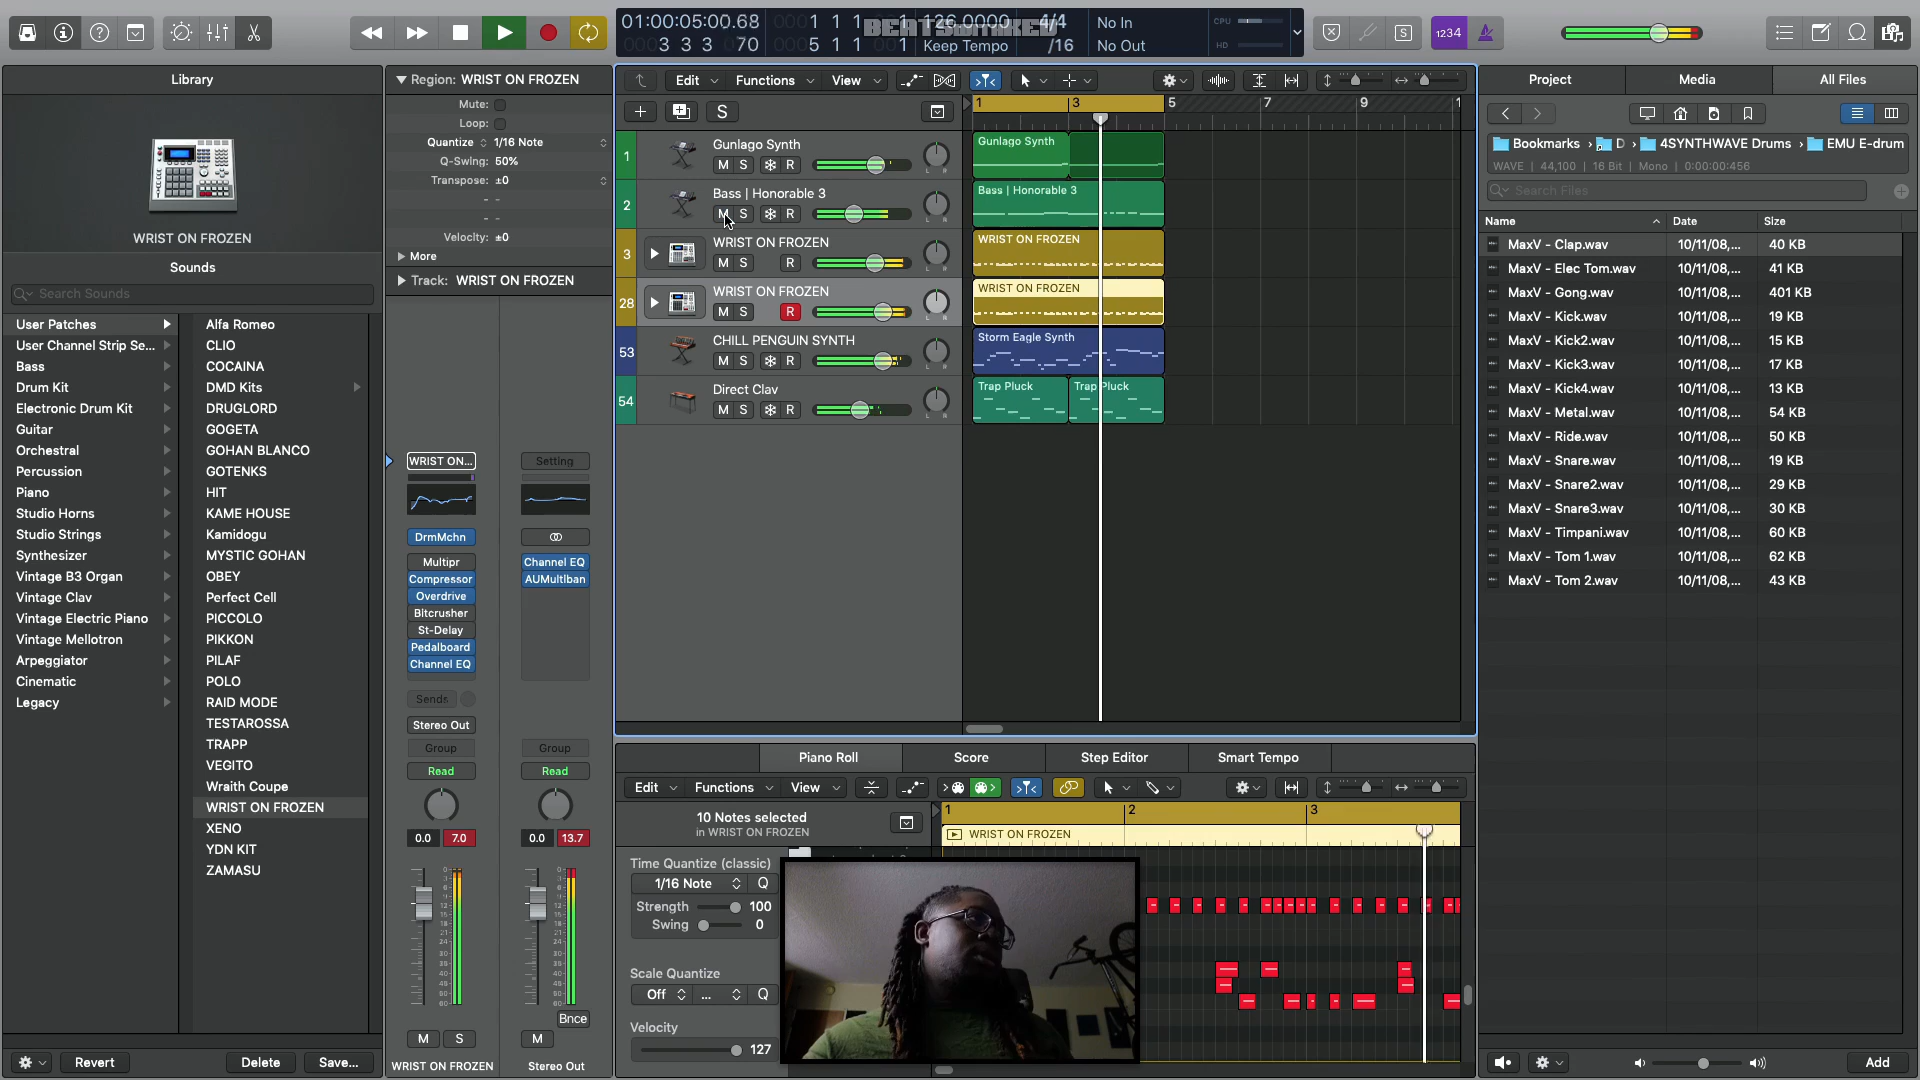 01:00:05:00.68
3 3 3 70
1 1 1 1
5 1 1 1
126.0000
Keep Tempo
4/4
/16
No In
No Out
CPU
HD
1234
Library
WRIST ON FROZEN
Sounds
Search Sounds
User Patches
User Channel Strip Se...
Bass
Drum Kit
Electronic Drum Kit
Guitar
Orchestral
Percussion
Piano
Studio Horns
Studio Strings
Synthesizer
Vintage B3 Organ
Vintage Clav
Vintage Electric Piano
Vintage Mellotron
Arpeggiator
Cinematic
Legacy
Alfa Romeo
CLIO
COCAINA
DMD Kits
DRUGLORD
GOGETA
GOHAN BLANCO
GOTENKS
HIT
KAME HOUSE
Kamidogu
MYSTIC GOHAN
OBEY
Perfect Cell
PICCOLO
PIKKON
PILAF
POLO
RAID MODE
TESTAROSSA
TRAPP
VEGITO
Wraith Coupe
WRIST ON FROZEN
XENO
YDN KIT
ZAMASU
Revert
Delete
Save...
Region: WRIST ON FROZEN
Mute:
Loop:
Quantize 1/16 Note
Q-Swing: 50%
Transpose: ±0
Velocity: ±0
More
Track: WRIST ON FROZEN
WRIST ON...
DrmMchn
Multipr
Compressor
Overdrive
Bitcrusher
St-Delay
Pedalboard
Channel EQ
Sends
Stereo Out
Group
Read
0.0 7.0
M S
WRIST ON FROZEN
Setting
Channel EQ
AUMultiban
Group
Read
0.0 13.7
Bnce
M
Stereo Out
Edit Functions View
S
1 3 5 7 9
1 Gunlago Synth
M S R
2 Bass | Honorable 3
M S R
3 WRIST ON FROZEN
M S R
28 WRIST ON FROZEN
M S R
53 CHILL PENGUIN SYNTH
M S R
54 Direct Clav
M S R
Gunlago Synth
Bass | Honorable 3
WRIST ON FROZEN
WRIST ON FROZEN
Storm Eagle Synth
Trap Pluck Trap Pluck
Piano Roll Score Step Editor Smart Tempo
Edit Functions View
10 Notes selected
in WRIST ON FROZEN
1 2 3
WRIST ON FROZEN
Time Quantize (classic)
1/16 Note Q
Strength 100
Swing 0
Scale Quantize
Off ... Q
Velocity
127
Project Media All Files
Bookmarks D 4SYNTHWAVE Drums EMU E-drum
WAVE | 44,100 | 16 Bit | Mono | 0:00:00:456
Search Files
Name Date Size
MaxV - Clap.wav 10/11/08,... 40 KB
MaxV - Elec Tom.wav 10/11/08,... 41 KB
MaxV - Gong.wav 10/11/08,... 401 KB
MaxV - Kick.wav 10/11/08,... 19 KB
MaxV - Kick2.wav 10/11/08,... 15 KB
MaxV - Kick3.wav 10/11/08,... 17 KB
MaxV - Kick4.wav 10/11/08,... 13 KB
MaxV - Metal.wav 10/11/08,... 54 KB
MaxV - Ride.wav 10/11/08,... 50 KB
MaxV - Snare.wav 10/11/08,... 19 KB
MaxV - Snare2.wav 10/11/08,... 29 KB
MaxV - Snare3.wav 10/11/08,... 30 KB
MaxV - Timpani.wav 10/11/08,... 60 KB
MaxV - Tom 1.wav 10/11/08,... 62 KB
MaxV - Tom 2.wav 10/11/08,... 43 KB
Add